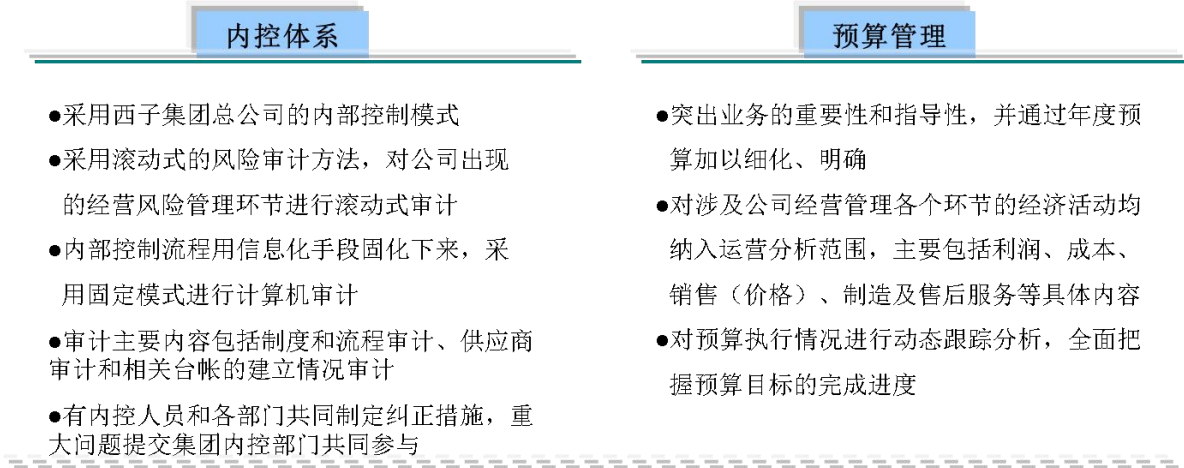 内控体系
●采用西子集团总公司的内部控制模式
●采用滚动式的风险审计方法，对公司出现
的经营风险管理环节进行滚动式审计
●内部控制流程用信息化手段固化下来，采
用固定模式进行计算机审计
●审计主要内容包括制度和流程审计、供应商
审计和相关台帐的建立情况审计
●有内控人员和各部门共同制定纠正措施，重
大问题提交集团内控部门共同参与
预算管理
●突出业务的重要性和指导性，并通过年度预
算加以细化、明确
●对涉及公司经营管理各个环节的经济活动均
纳入运营分析范围，主要包括利润、成本、
销售（价格）、制造及售后服务等具体内容
●对预算执行情况进行动态跟踪分析，全面把
握预算目标的完成进度